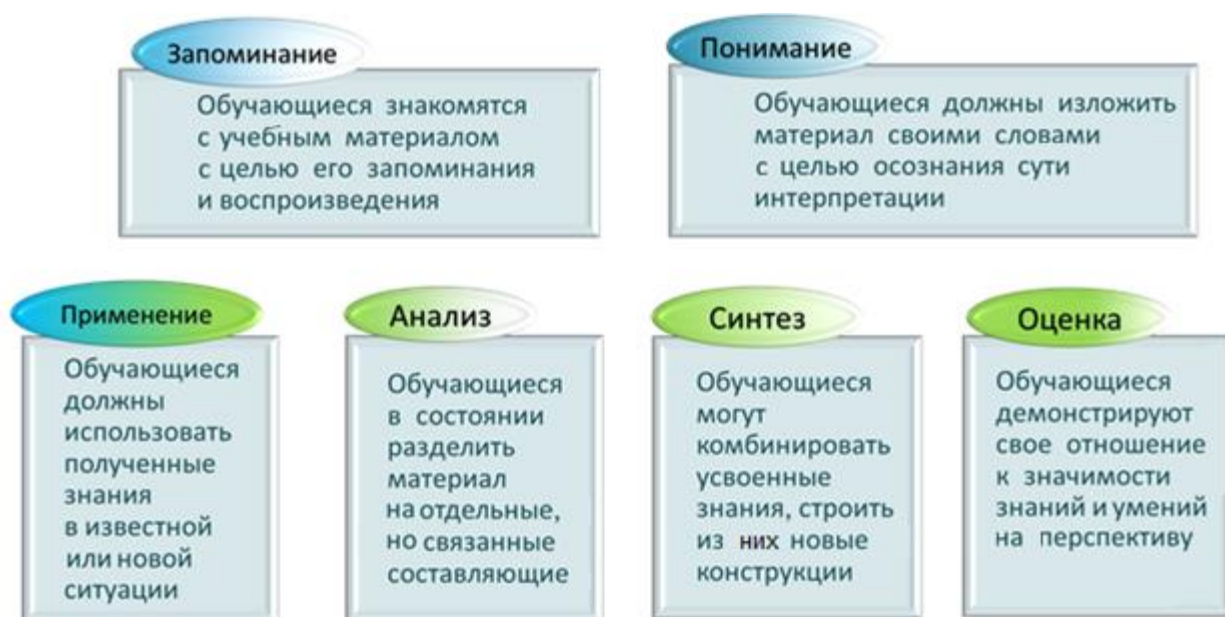 Запоминание
Обучающиеся знакомятся
с учебным материалом
с целью его запоминания
и воспроизведения
Понимание
Обучающиеся должны изложить
материал своими словами
с целью осознания сути
интерпретации
Применение
Обучающиеся
должны
использовать
полученные
знания
в известной
или новой
ситуации
Анализ
Обучающиеся
в состоянии
разделить
материал
на отдельные,
но связанные
составляющие
Синтез
Обучающиеся
могут
комбинировать
усвоенные
знания, строить
из них новые
конструкции
Оценка
Обучающиеся
демонстрируют
свое отношение
к значимости
знаний и умений
на перспективу